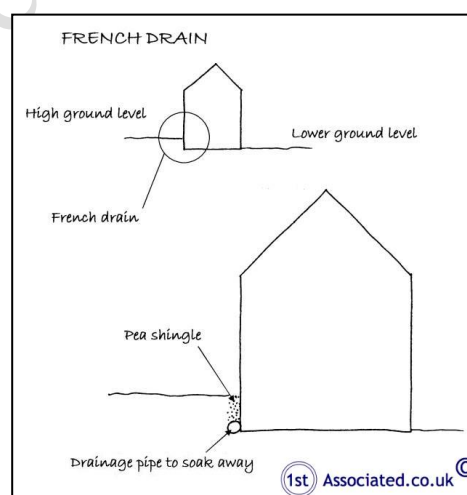 FRENCH DRAIN
High ground level
Lower ground level
French drain
Pea shingle
Drainage pipe to soak away
1st Associated.co.uk ©